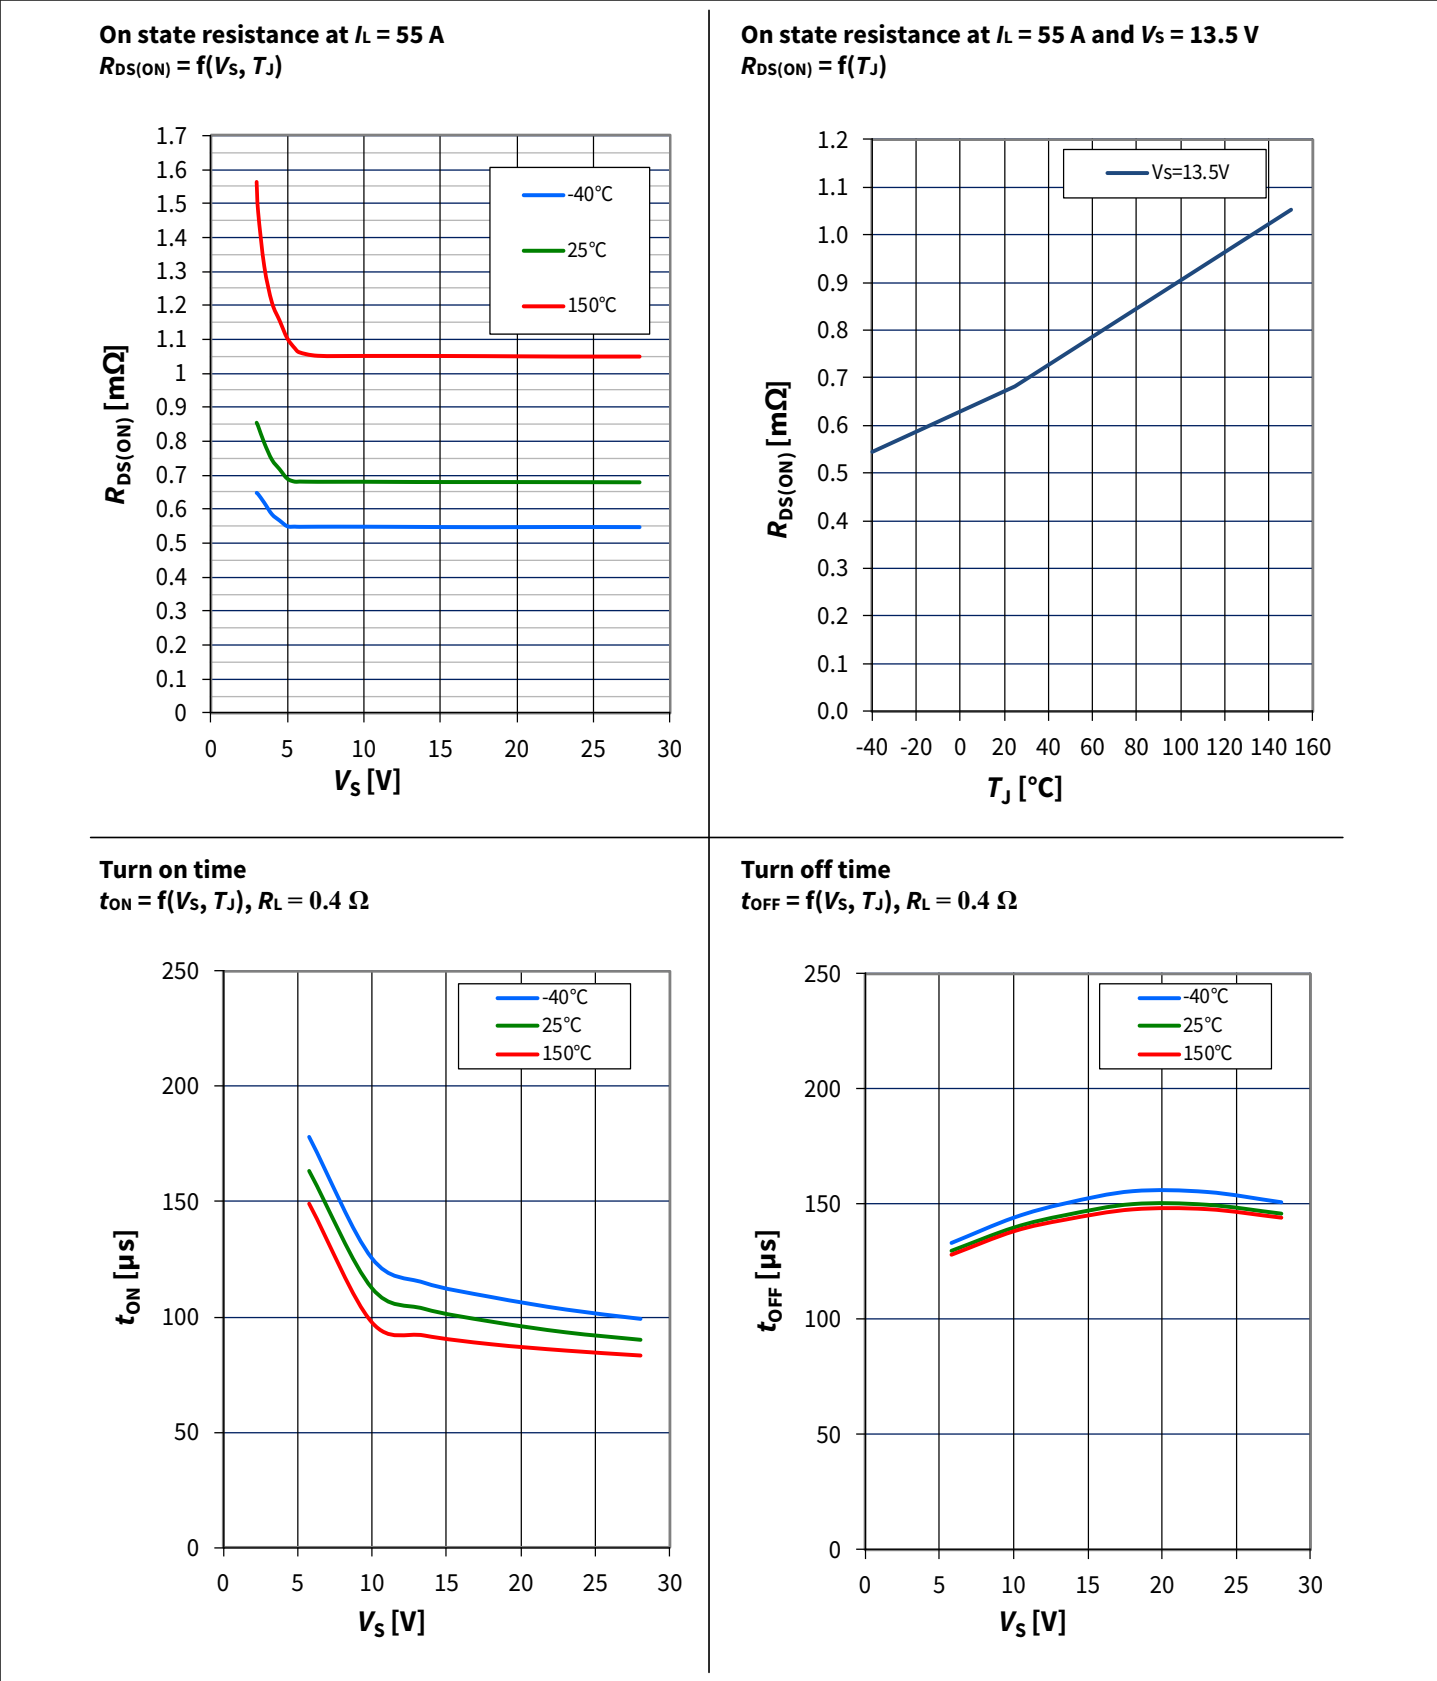 On state resistance at IL = 55 A
RDS(ON) = f(VS, TJ)
1.7
1.6
1.5
1.4
1.3
1.2
1.1
1
0.9
0.8
0.7
0.6
0.5
0.4
0.3
0.2
0.1
0
RDS(ON) [mΩ]
-40°C
25°C
150°C
0 5 10 15 20 25 30
VS [V]
On state resistance at IL = 55 A and VS = 13.5 V
RDS(ON) = f(TJ)
1.2
1.1
1.0
0.9
0.8
0.7
0.6
0.5
0.4
0.3
0.2
0.1
0.0
RDS(ON) [mΩ]
Vs=13.5V
-40 -20 0 20 40 60 80 100 120 140 160
TJ [°C]
Turn on time
tON = f(VS, TJ), RL = 0.4 Ω
250
200
150
100
50
0
tON [µs]
-40°C
25°C
150°C
0 5 10 15 20 25 30
VS [V]
Turn off time
tOFF = f(VS, TJ), RL = 0.4 Ω
250
200
150
100
50
0
tOFF [µs]
-40°C
25°C
150°C
0 5 10 15 20 25 30
VS [V]